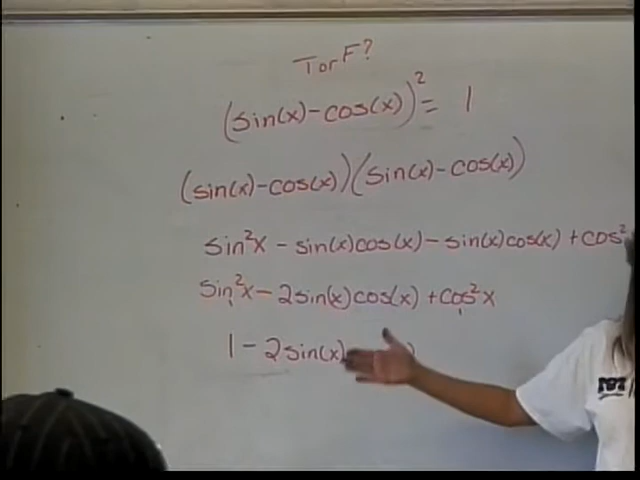 T or F?
(sin(x)-cos(x))² = 1
(sin(x)-cos(x))(sin(x)-cos(x))
sin²x - sin(x)cos(x) - sin(x)cos(x) + cos²
sin²x - 2sin(x)cos(x) + cos²x
1 - 2sin(x)